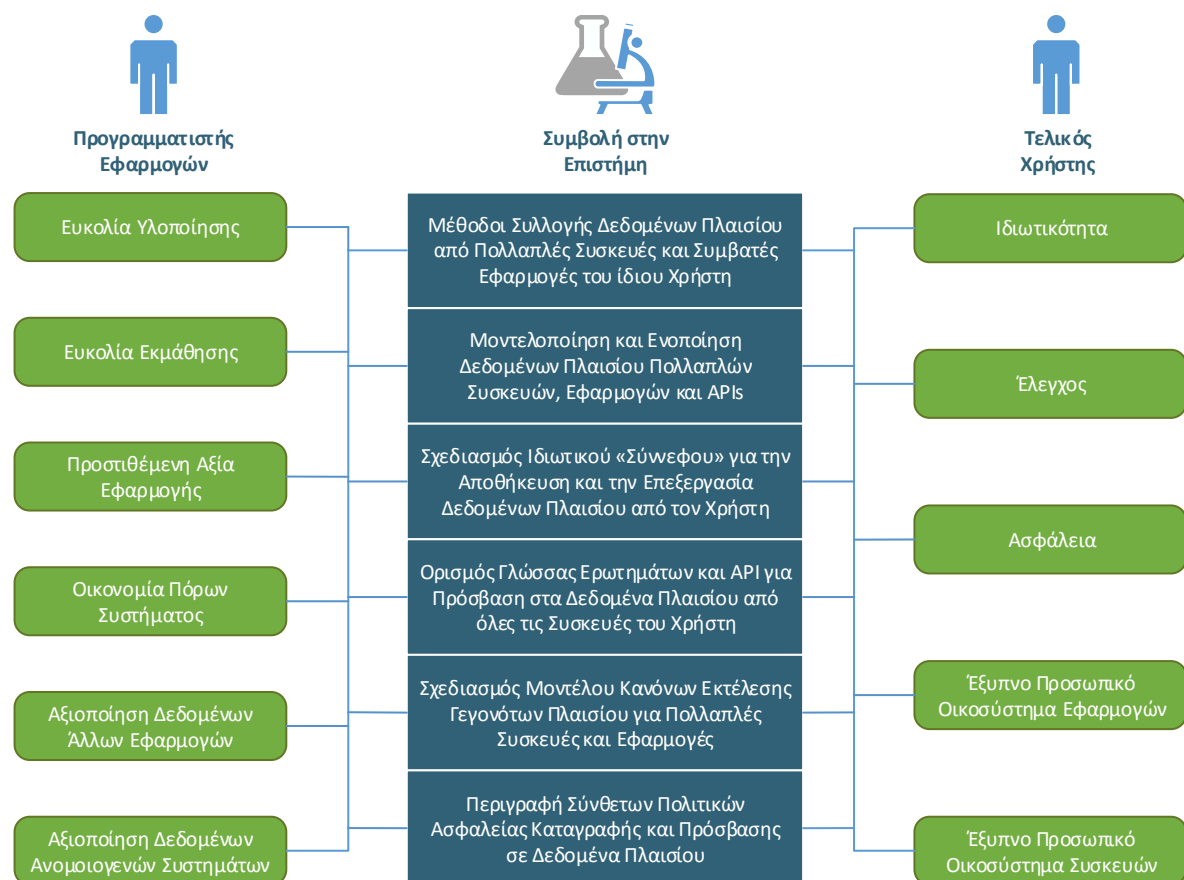 Προγραμματιστής
Εφαρμογών
Συμβολή στην
Επιστήμη
Τελικός
Χρήστης
Ευκολία Υλοποίησης
Ευκολία Εκμάθησης
Προστιθέμενη Αξία
Εφαρμογής
Οικονομία Πόρων
Συστήματος
Αξιοποίηση Δεδομένων
Άλλων Εφαρμογών
Αξιοποίηση Δεδομένων
Ανομοιογενών Συστημάτων
Μέθοδοι Συλλογής Δεδομένων Πλαισίου
από Πολλαπλές Συσκευές και Συμβατές
Εφαρμογές του ίδιου Χρήστη
Μοντελοποίηση και Ενοποίηση
Δεδομένων Πλαισίου Πολλαπλών
Συσκευών, Εφαρμογών και APIs
Σχεδιασμός Ιδιωτικού «Σύννεφου» για την
Αποθήκευση και την Επεξεργασία
Δεδομένων Πλαισίου από τον Χρήστη
Ορισμός Γλώσσας Ερωτημάτων και API για
Πρόσβαση στα Δεδομένα Πλαισίου από
όλες τις Συσκευές του Χρήστη
Σχεδιασμός Μοντέλου Κανόνων Εκτέλεσης
Γεγονότων Πλαισίου για Πολλαπλές
Συσκευές και Εφαρμογές
Περιγραφή Σύνθετων Πολιτικών
Ασφαλείας Καταγραφής και Πρόσβασης
σε Δεδομένα Πλαισίου
Ιδιωτικότητα
Έλεγχος
Ασφάλεια
Έξυπνο Προσωπικό
Οικοσύστημα Εφαρμογών
Έξυπνο Προσωπικό
Οικοσύστημα Συσκευών